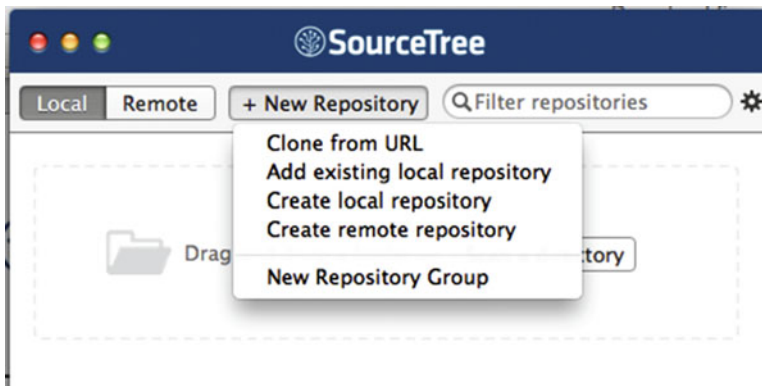 SourceTree
Local Remote + New Repository Filter repositories
Clone from URL
Add existing local repository
Create local repository
Create remote repository
Drag
New Repository Group